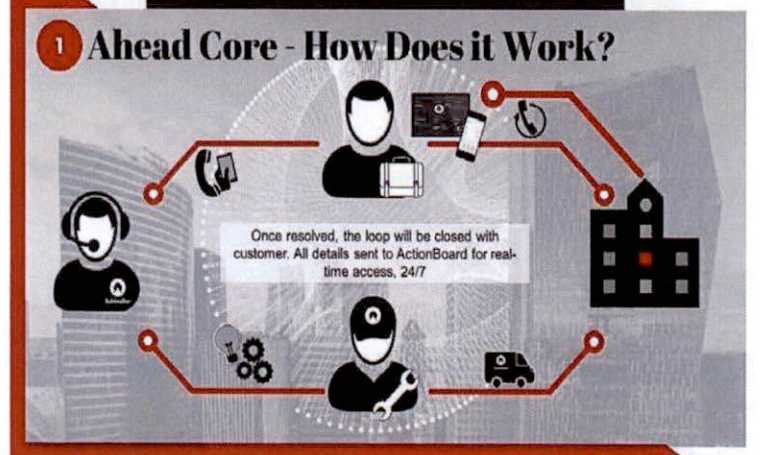 1 Ahead Core - How Does it Work?
Once resolved, the loop will be closed with
customer. All details sent to ActionBoard for real-
time access, 24/7
Schindler